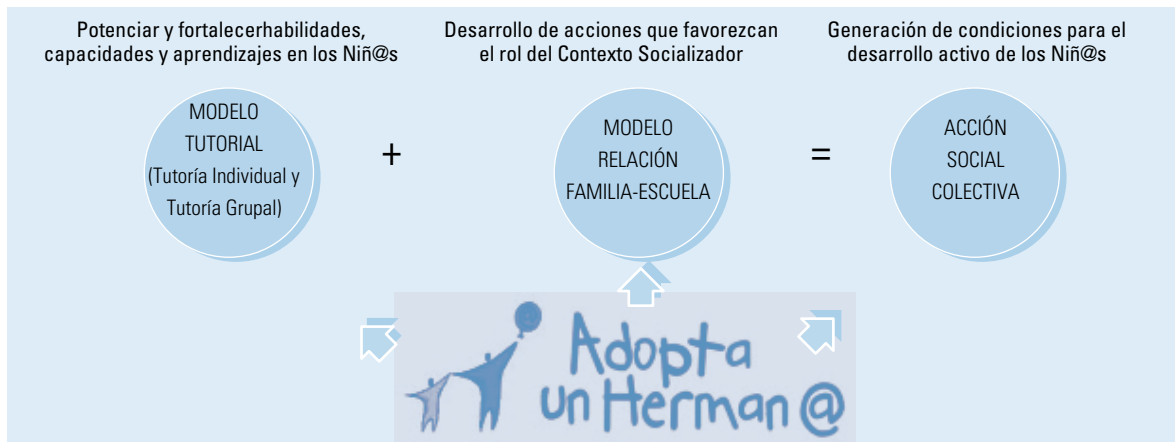 Potenciar y fortalecerhabilidades,
capacidades y aprendizajes en los Niñ@s
Desarrollo de acciones que favorezcan
el rol del Contexto Socializador
Generación de condiciones para el
desarrollo activo de los Niñ@s
MODELO
TUTORIAL
(Tutoría Individual y
Tutoría Grupal)
+
MODELO
RELACIÓN
FAMILIA-ESCUELA
=
ACCIÓN
SOCIAL
COLECTIVA
Adopta
un Herman@